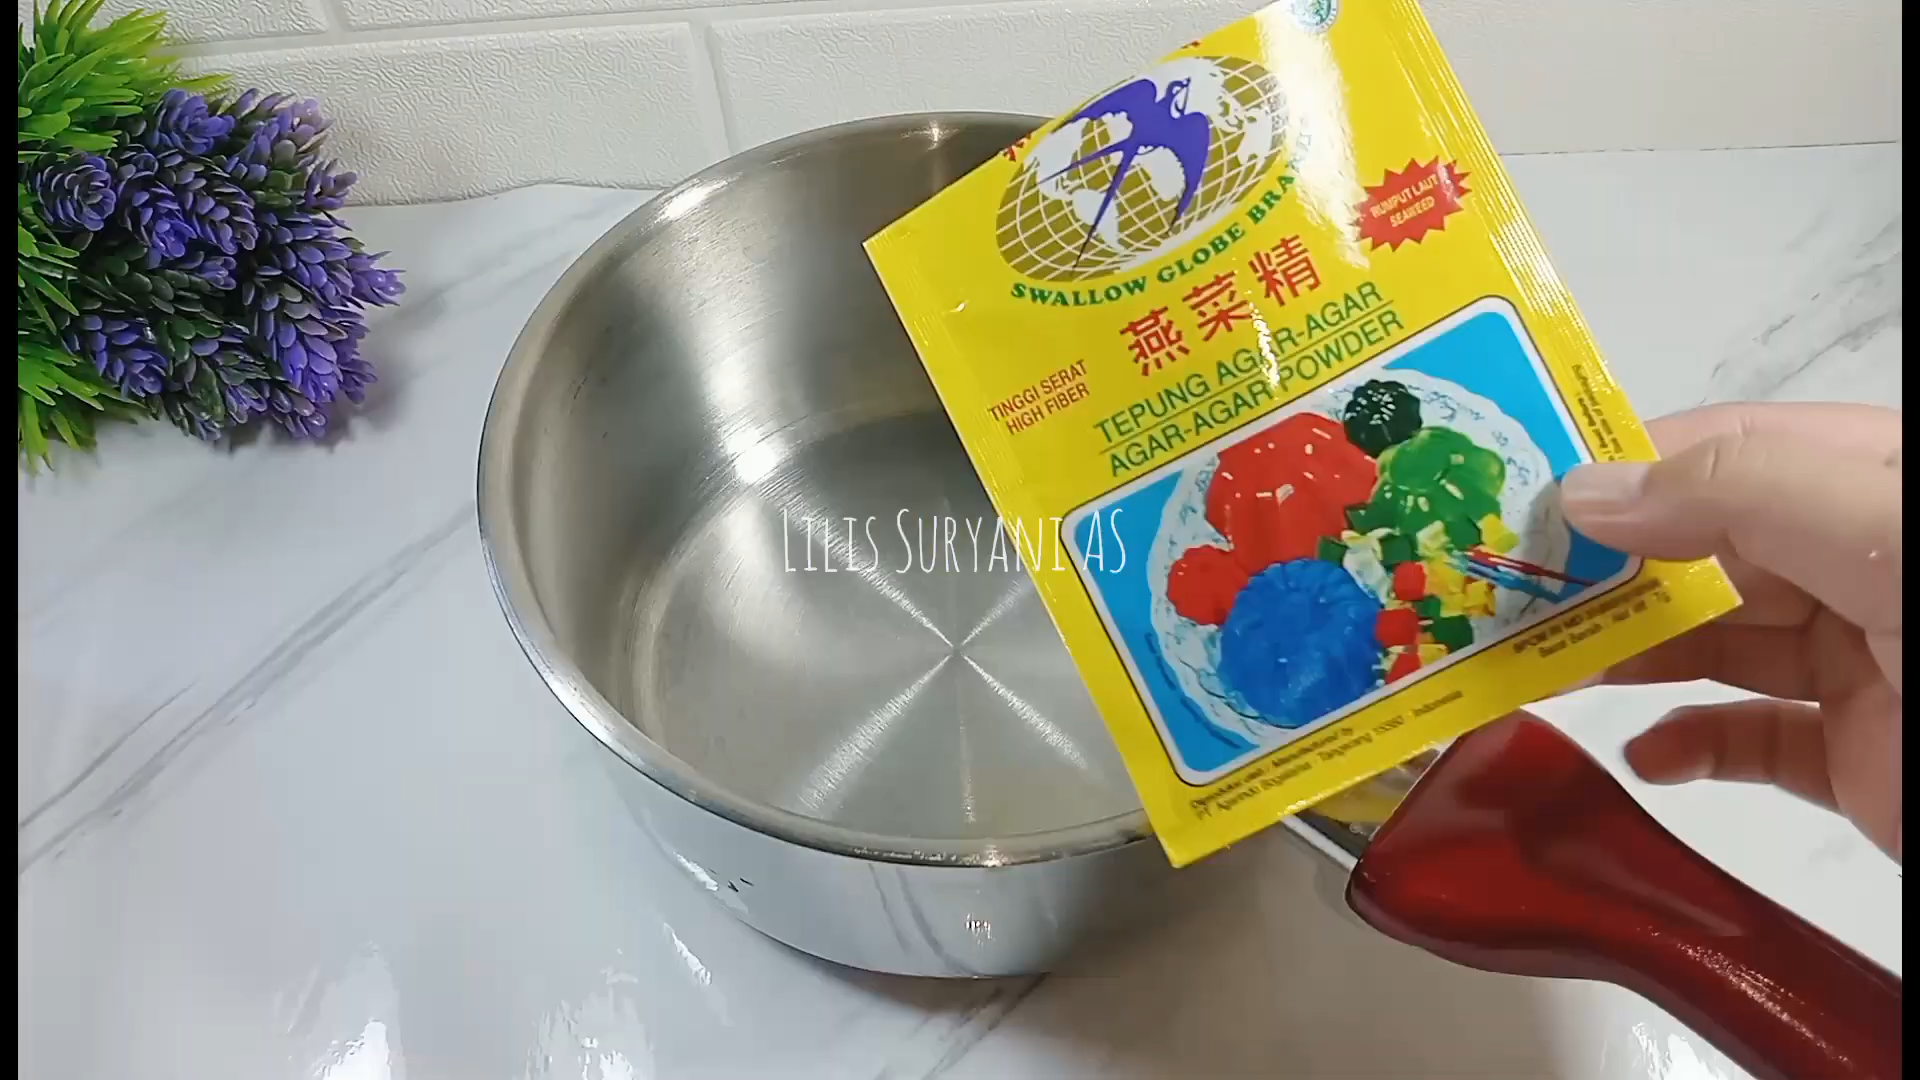 SWALLOW GLOBE BRAND
RUMPUT LAUT
SEAWEED
燕菜精
TINGGI SERAT
HIGH FIBER
TEPUNG AGAR-AGAR
AGAR-AGAR POWDER
Lilis Suryani AS